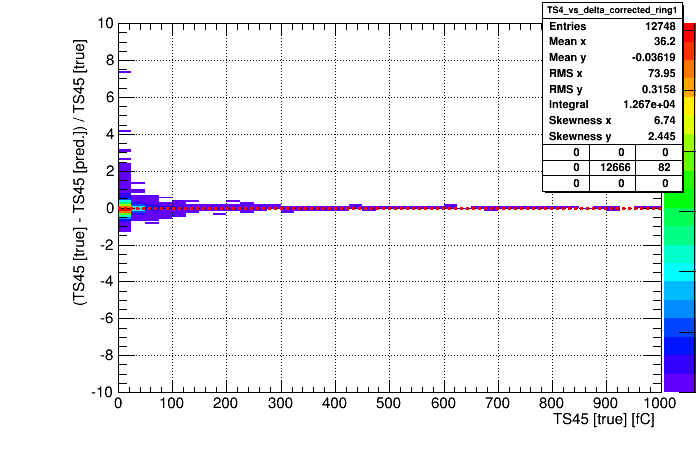 TS4_vs_delta_corrected_ring1
Entries 12748
Mean x 36.2
Mean y -0.03619
RMS x 73.95
RMS y 0.3158
Integral 1.267e+04
Skewness x 6.74
Skewness y 2.445
0 0 0
0 12666 82
0 0 0
(TS45 [true] - TS45 [pred.]) / TS45 [true]
10
8
6
4
2
0
-2
-4
-6
-8
-10
0 100 200 300 400 500 600 700 800 900 1000
TS45 [true] [fC]